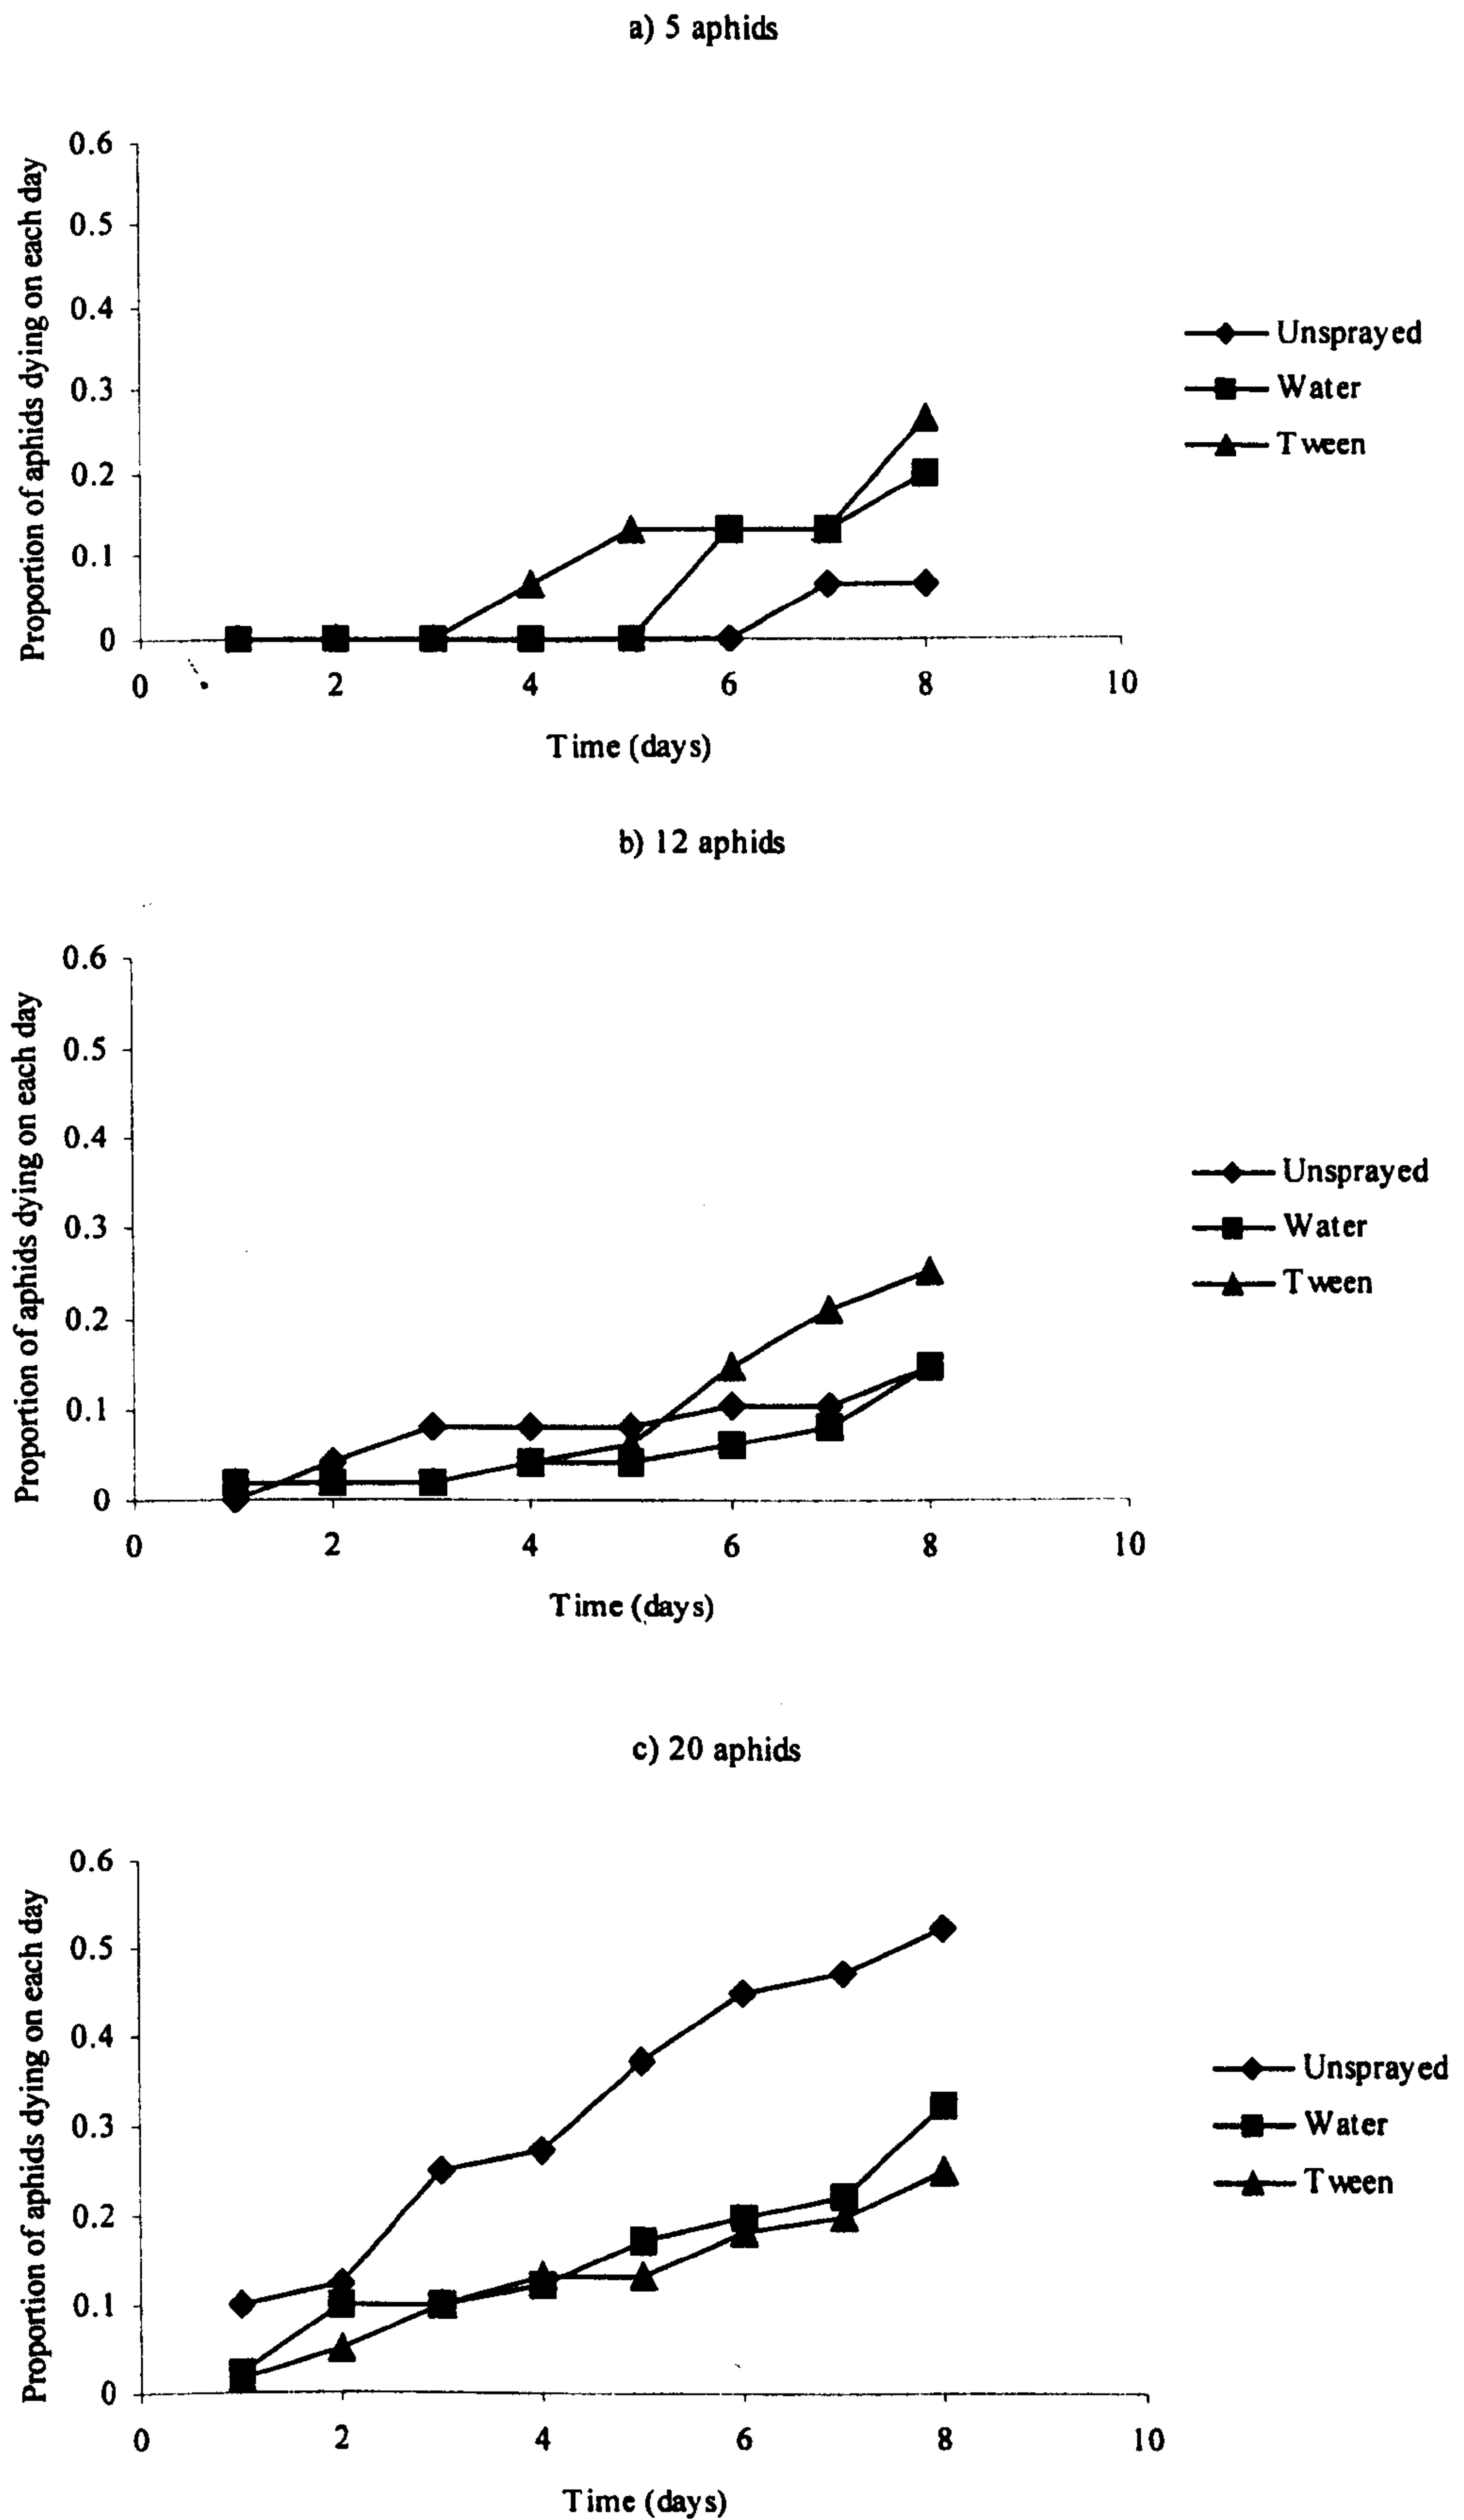 a) 5 aphids
Proportion of aphids dying on each day
0.6
0.5
0.4
0.3
0.2
0.1
0
0 2 4 6 8 10
Time (days)
Unsprayed
Water
Tween
b) 12 aphids
Proportion of aphids dying on each day
0.6
0.5
0.4
0.3
0.2
0.1
0
0 2 4 6 8 10
Time (days)
Unsprayed
Water
Tween
c) 20 aphids
Proportion of aphids dying on each day
0.6
0.5
0.4
0.3
0.2
0.1
0
0 2 4 6 8 10
Time (days)
Unsprayed
Water
Tween